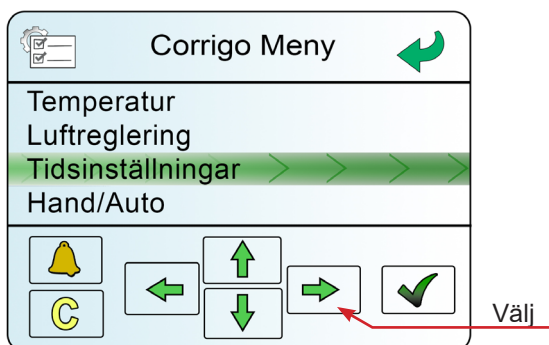 Corrigo Meny
Temperatur
Luftreglering
Tidsinställningar
Hand/Auto
C
Välj